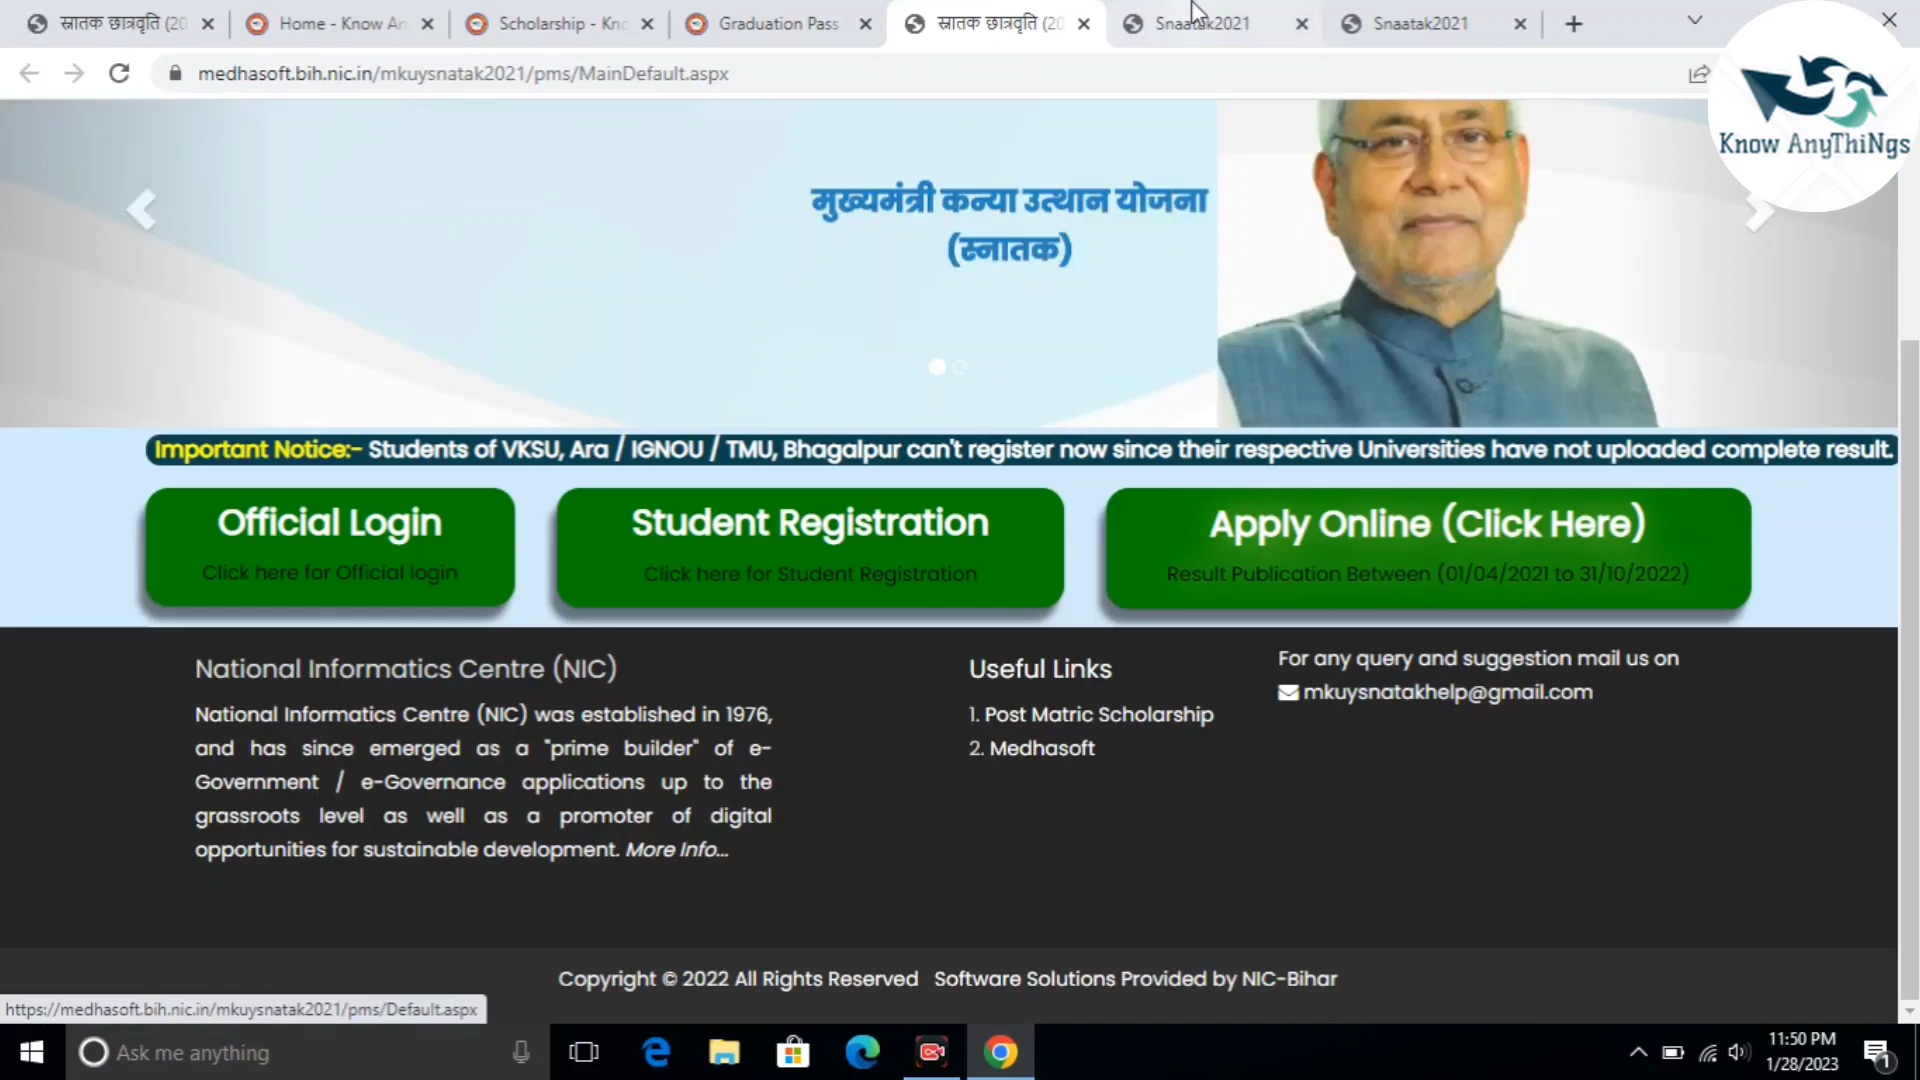 स्नातक छात्रवृति (20
Home - Know An
Scholarship - Kno
Graduation Pass
स्नातक छात्रवृति (20
Snaatak2021
Snaatak2021
medhasoft.bih.nic.in/mkuysnatak2021/pms/MainDefault.aspx
Know AnyThiNgs
मुख्यमंत्री कन्या उत्थान योजना
(स्नातक)
Important Notice:- Students of VKSU, Ara / IGNOU / TMU, Bhagalpur can't register now since their respective Universities have not uploaded complete result.
Official Login
Click here for Official login
Student Registration
Click here for Student Registration
Apply Online (Click Here)
Result Publication Between (01/04/2021 to 31/10/2022)
National Informatics Centre (NIC)
National Informatics Centre (NIC) was established in 1976,
and has since emerged as a "prime builder" of e-
Government / e-Governance applications up to the
grassroots level as well as a promoter of digital
opportunities for sustainable development. More Info...
Useful Links
1. Post Matric Scholarship
2. Medhasoft
For any query and suggestion mail us on
mkuysnatakhelp@gmail.com
Copyright © 2022 All Rights Reserved Software Solutions Provided by NIC-Bihar
https://medhasoft.bih.nic.in/mkuysnatak2021/pms/Default.aspx
Ask me anything
11:50 PM
1/28/2023
1